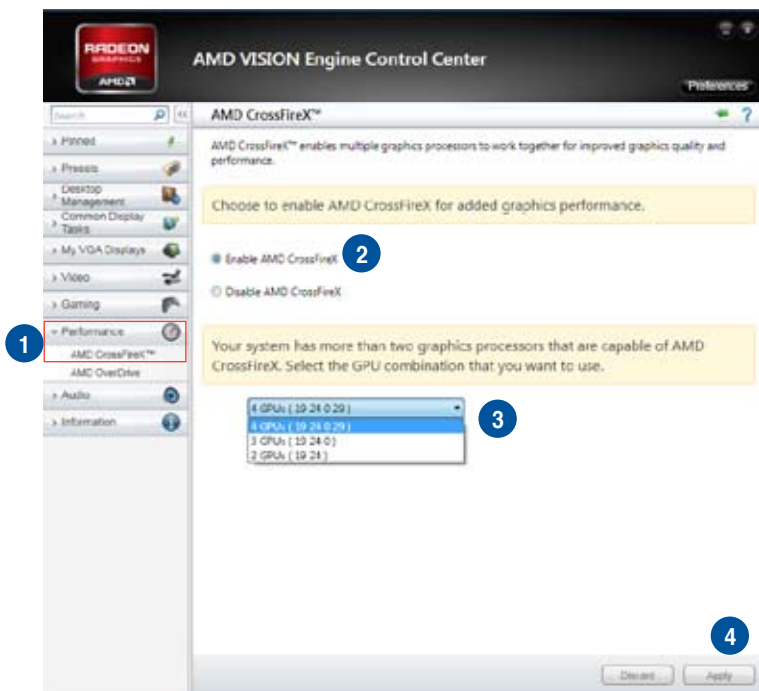 RADEON
GRAPHICS
AMD
AMD VISION Engine Control Center
Preferences
Search
AMD CrossFireX™
?
› Pinned
› Presets
› Desktop
Management
› Common Display
Tasks
› My VGA Displays
› Video
› Gaming
1
Performance
AMD CrossFireX™
AMD OverDrive
› Audio
› Information
AMD CrossFireX™ enables multiple graphics processors to work together for improved graphics quality and
performance.
Choose to enable AMD CrossFireX for added graphics performance.
Enable AMD CrossFireX
2
Disable AMD CrossFireX
Your system has more than two graphics processors that are capable of AMD
CrossFireX. Select the GPU combination that you want to use.
4 GPUs ( 19 24 0 29 )
4 GPUs ( 19 24 0 29 )
3 GPUs ( 19 24 0 )
2 GPUs ( 19 24 )
3
4
Discard
Apply